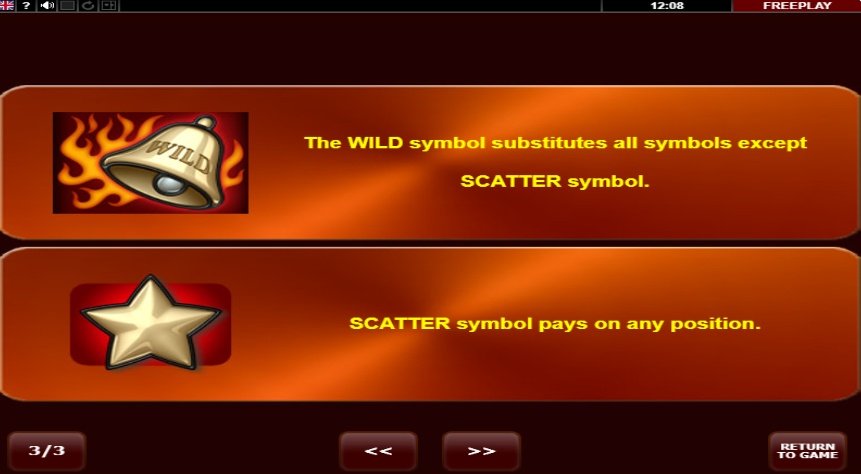 ?
12:08
FREEPLAY
WILD
The WILD symbol substitutes all symbols except
SCATTER symbol.
SCATTER symbol pays on any position.
3/3
<<
>>
RETURN
TO GAME